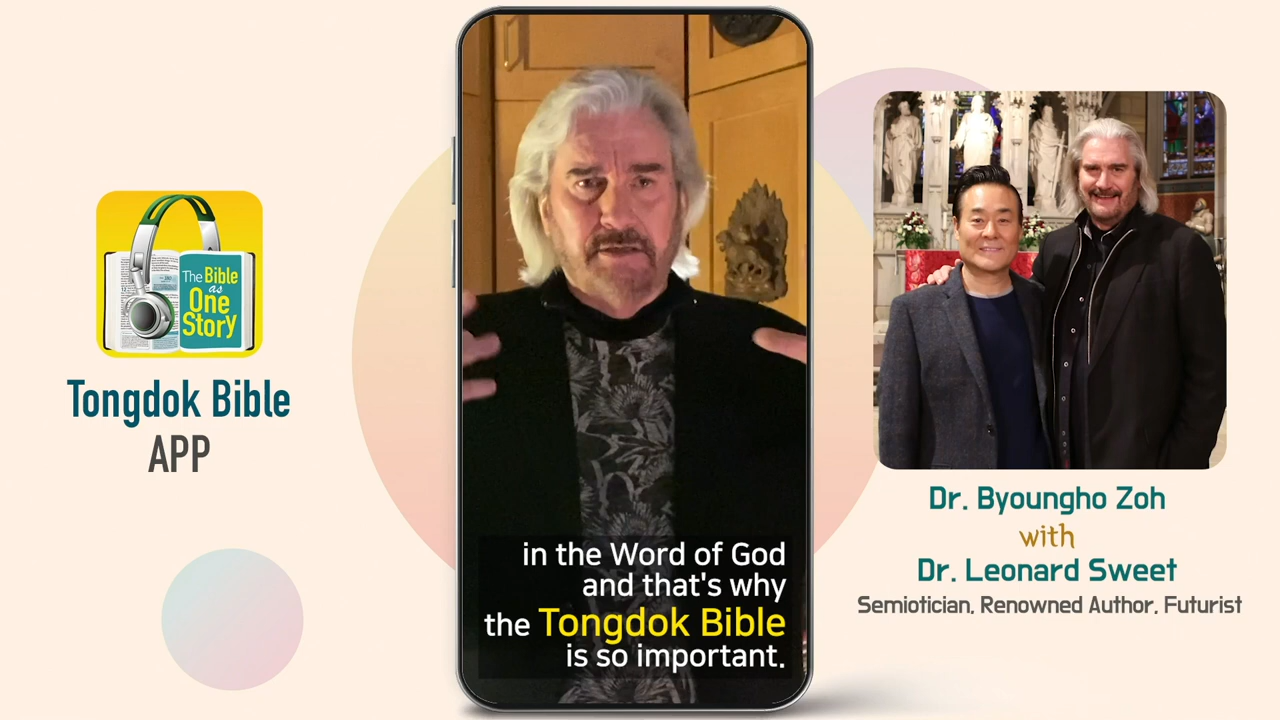 The Bible
as
One
Story
Tongdok Bible
APP
in the Word of God
and that's why
the Tongdok Bible
is so important.
Dr. Byoungho Zoh
with
Dr. Leonard Sweet
Semiotician, Renowned Author, Futurist